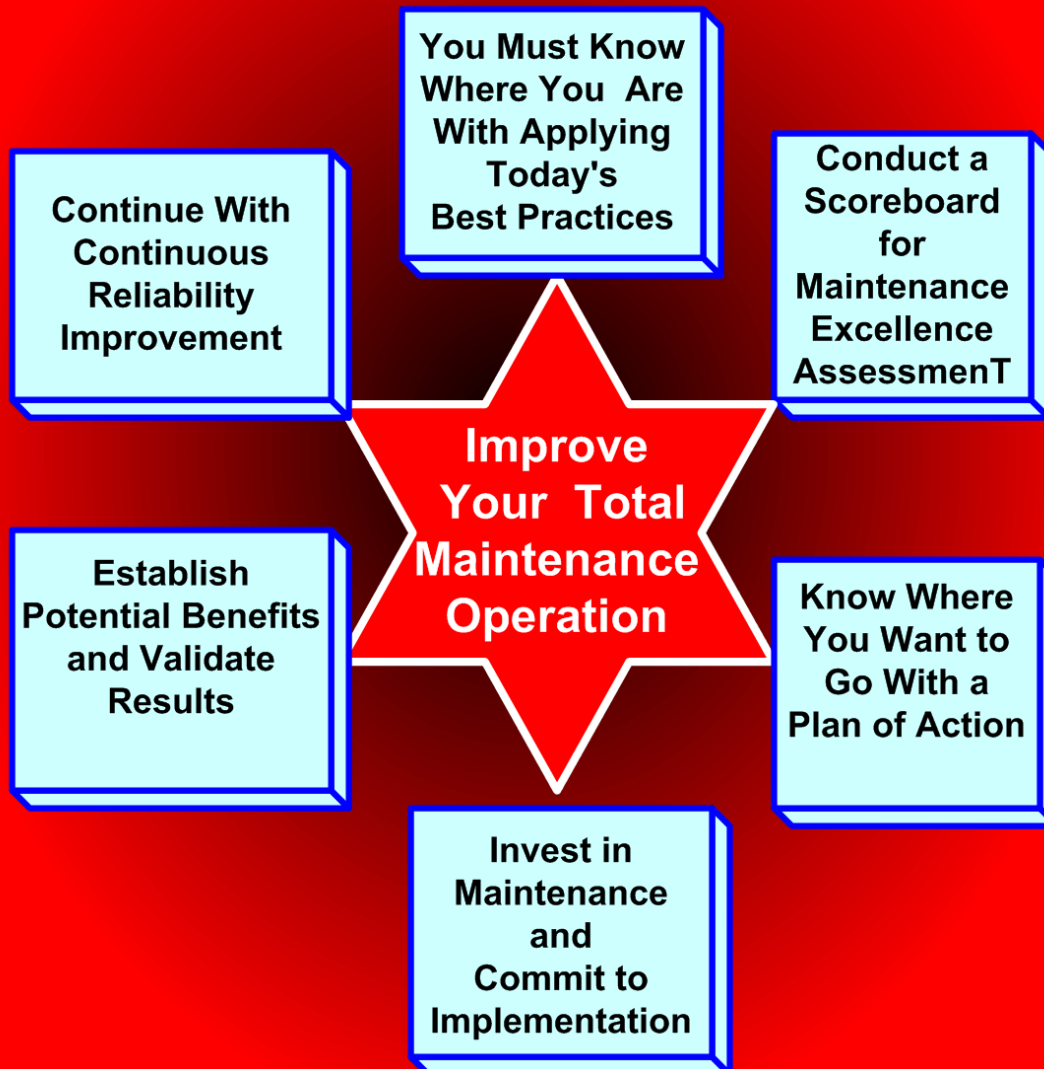 You Must Know
Where You  Are
With Applying
Today's
Best Practices
Conduct a
Scoreboard
for
Maintenance
Excellence
AssessmenT
Know Where
You Want to
Go With a
Plan of Action
Invest in
Maintenance
and
Commit to
Implementation
Establish
Potential Benefits
and Validate
Results
Continue With
Continuous
Reliability
Improvement
Improve
Your  Total
Maintenance
Operation